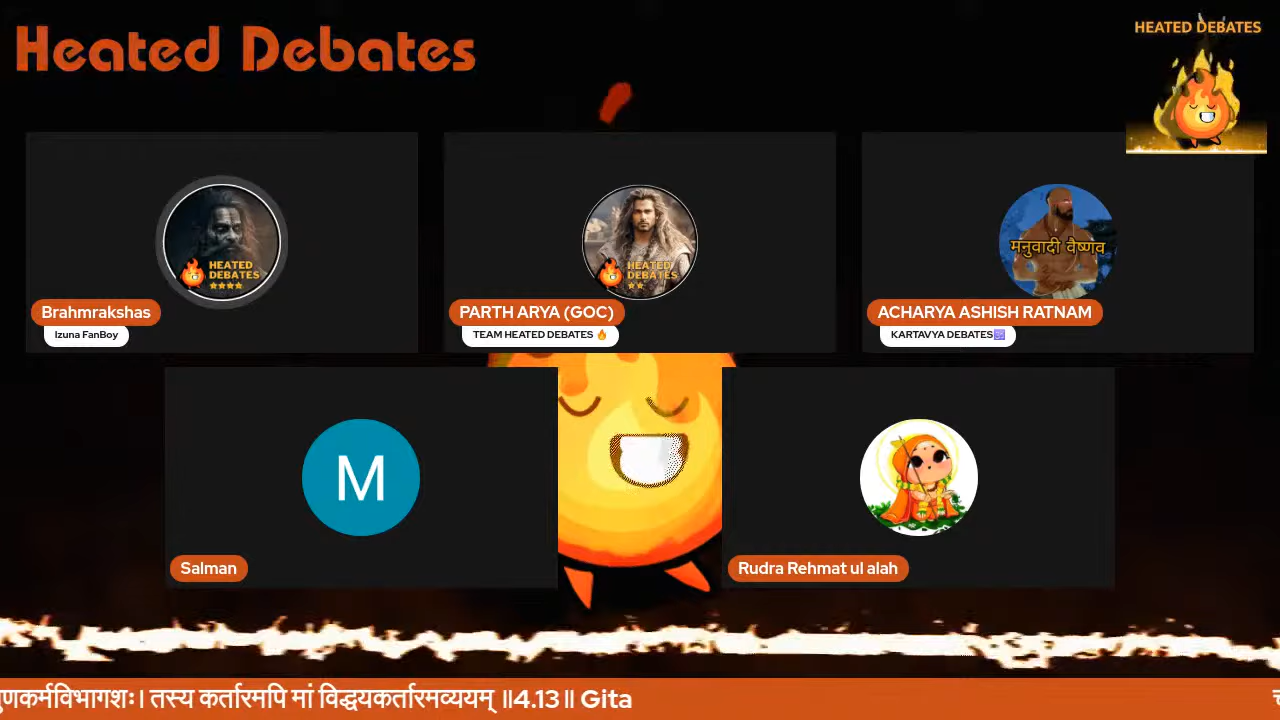 Heated Debates
HEATED DEBATES
HEATED
DEBATES
Brahmrakshas
Izuna FanBoy
HEATED
DEBATES
PARTH ARYA (GOC)
TEAM HEATED DEBATES 🔥
मनुवादी वैष्णव
ACHARYA ASHISH RATNAM
KARTAVYA DEBATES🕉
M
Salman
Rudra Rehmat ul alah
गुणकर्मविभागशः। तस्य कर्तारमपि मां विद्धयकर्तारमव्ययम् ॥4.13॥ Gita